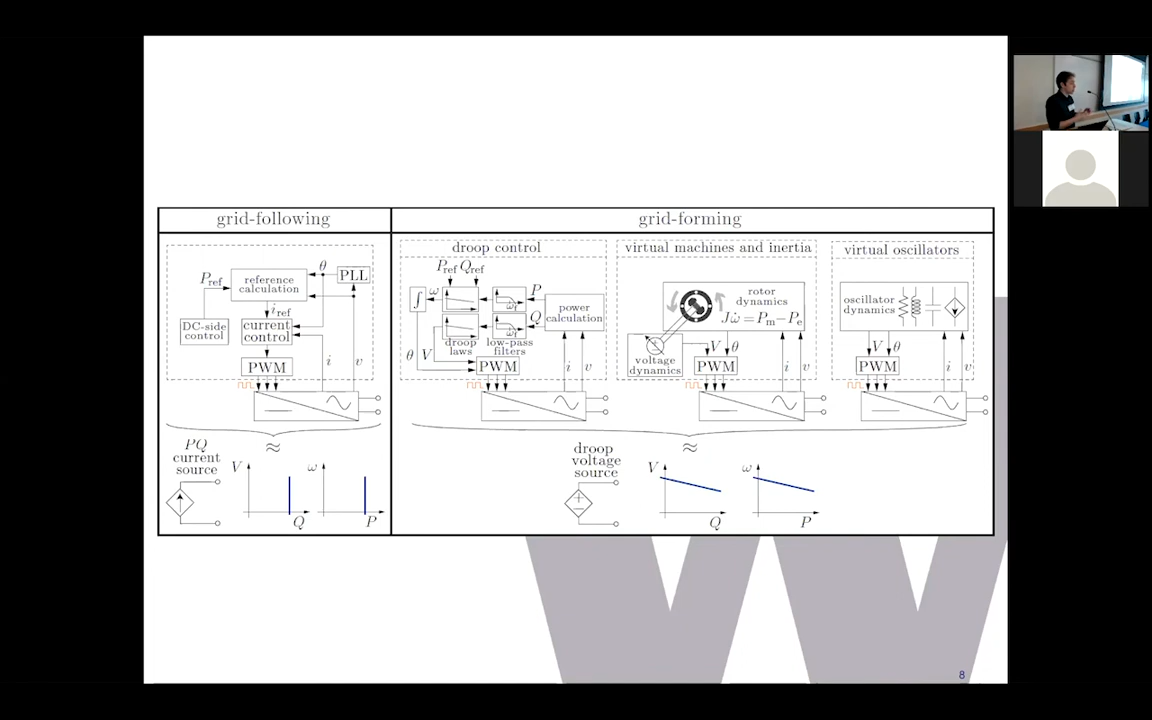 grid-following
grid-forming
P_ref
reference
calculation
θ
PLL
i_ref
DC-side
control
current
control
PWM
i
v
≈
PQ
current
source
V
Q
ω
P
droop control
P_ref Q_ref
∫
ω
ω_f
ω_f
P
Q
power
calculation
droop
laws
low-pass
filters
θ
V
PWM
i
v
virtual machines and inertia
rotor
dynamics
Jω̇ = P_m − P_e
voltage
dynamics
V
θ
PWM
i
v
virtual oscillators
oscillator
dynamics
V
θ
PWM
i
v
≈
droop
voltage
source
V
Q
ω
P
8